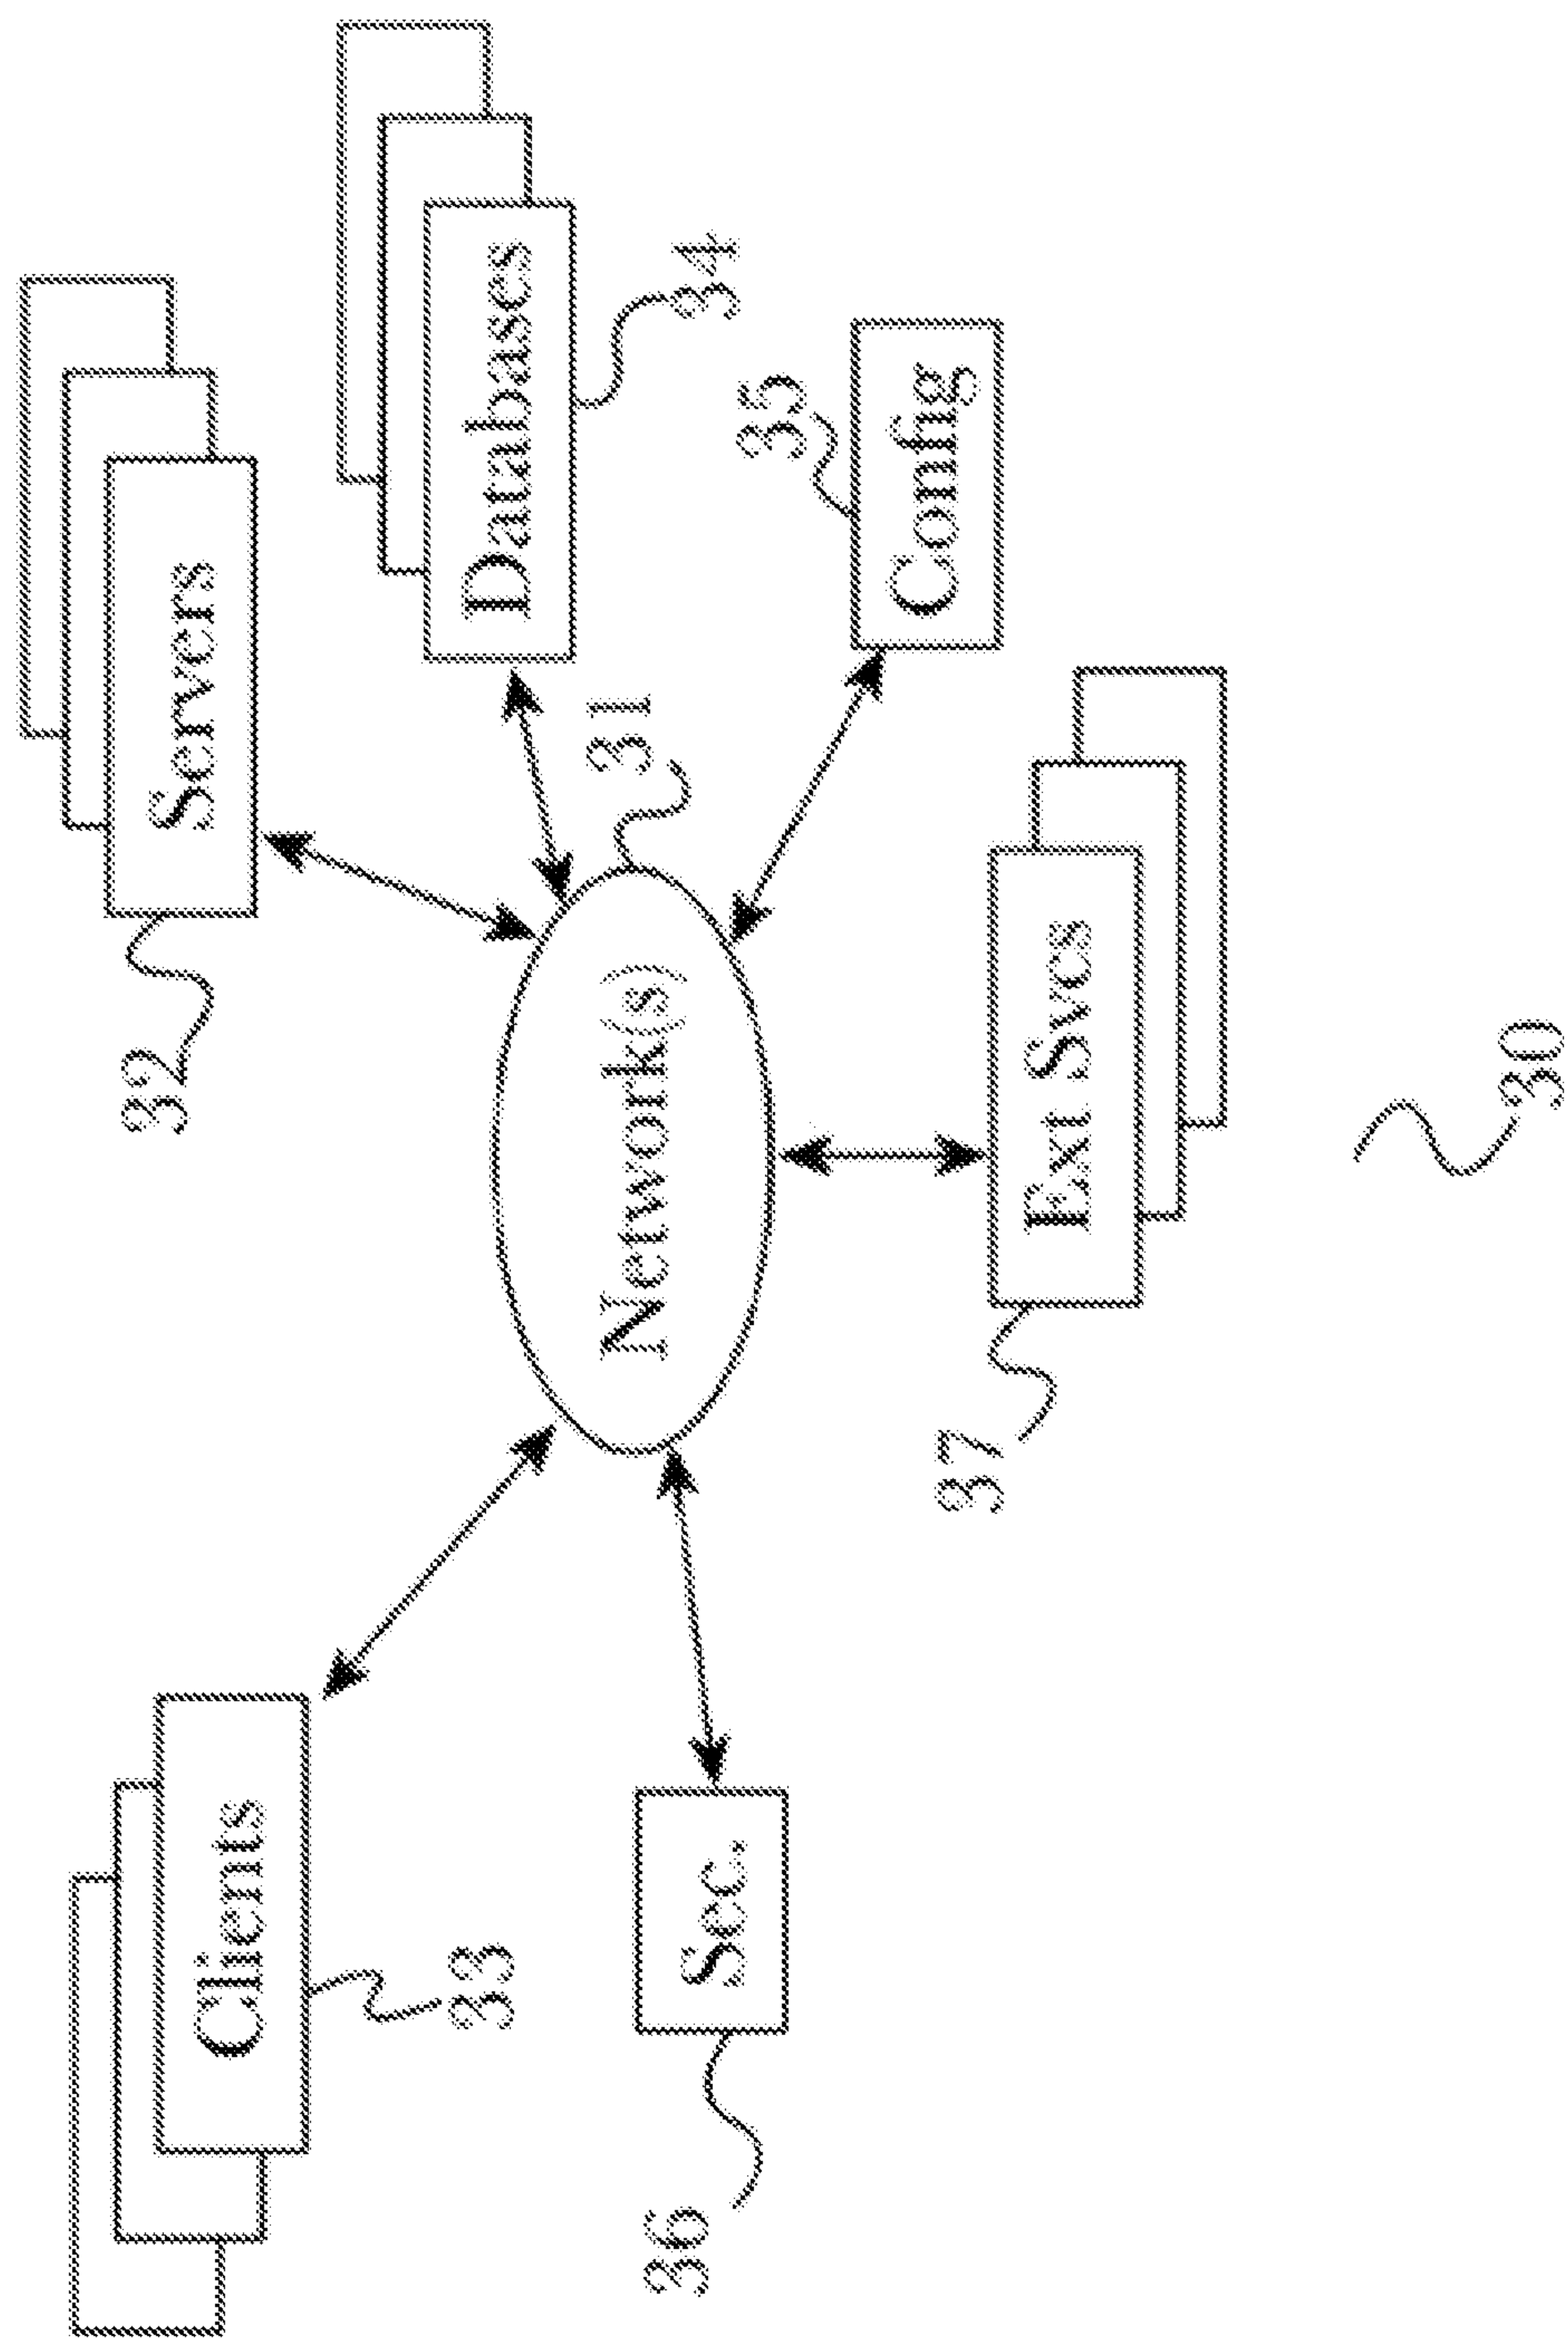 Servers
32
Clients
Databases
33
34
Network(s)
31
Sec.
36
35
Config
37
Ext Svcs
30